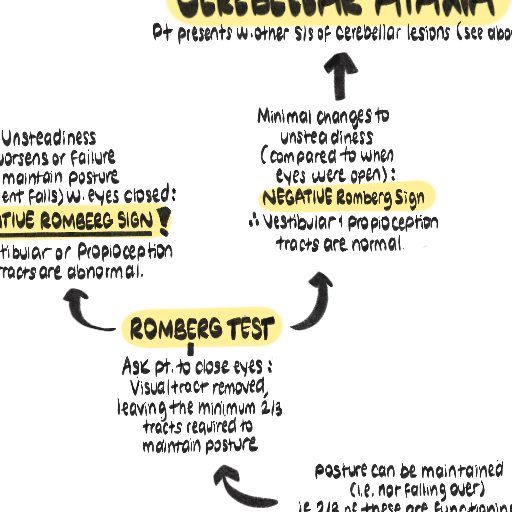 CEREBELLAR ATAXIA
Pt presents w. other S/S of cerebellar lesions (see abo
Minimal changes to
unsteadiness
(compared to when
eyes were open):
NEGATIVE Romberg Sign
∴ Vestibular & propioception
tracts are normal.
Unsteadiness
worsens or failure
maintain posture
ent falls) w. eyes closed:
ATIVE ROMBERG SIGN!
tibular or Propioception
tracts are abnormal.
ROMBERG TEST
Ask pt. to close eyes:
Visual tract removed,
leaving the minimum 2/3
tracts required to
maintain posture
posture can be maintained
(i.e. not falling over)
if 2/3 of these are functioning